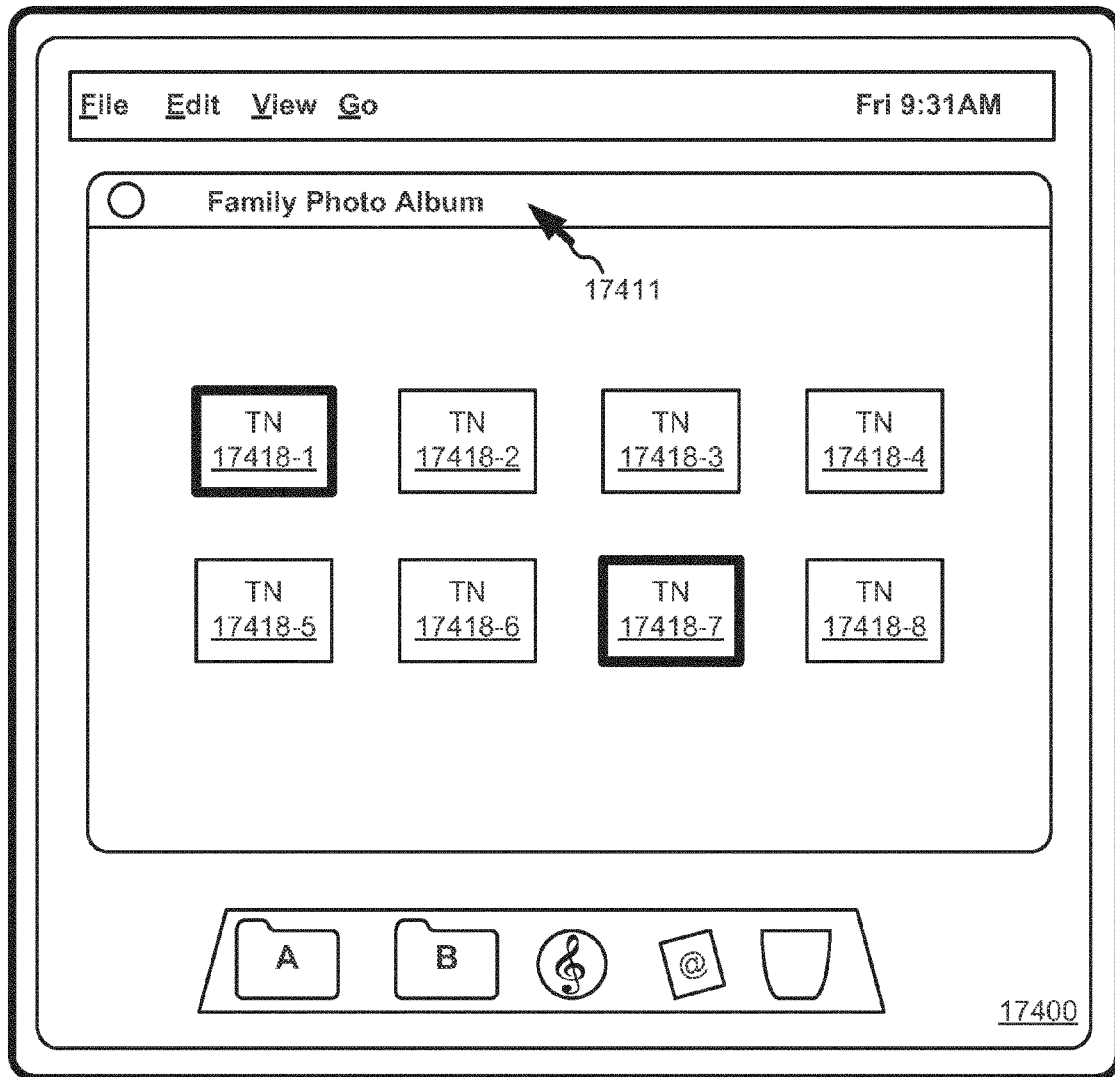 File Edit View Go Fri 9:31AM
Family Photo Album
17411
TN TN TN TN
17418-1 17418-2 17418-3 17418-4
TN TN TN TN
17418-5 17418-6 17418-7 17418-8
A B @
17400